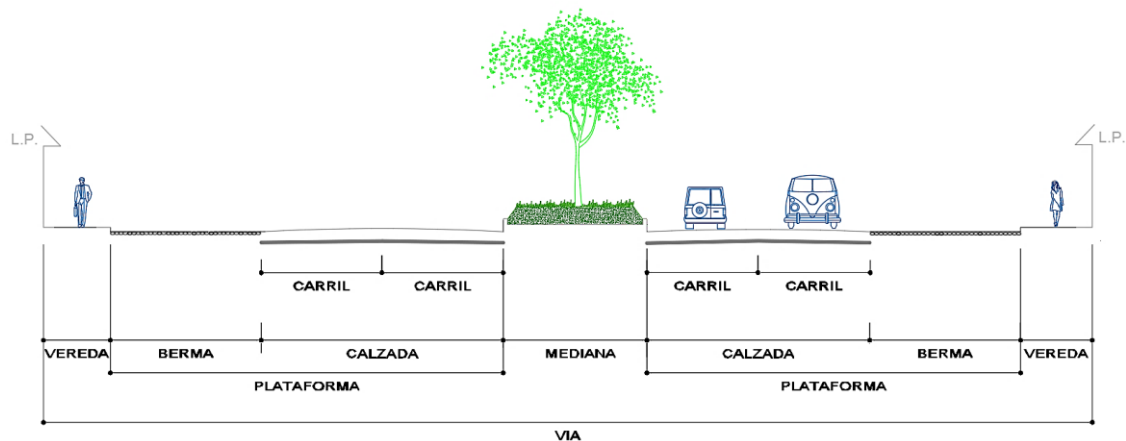 L.P. L.P.
CARRIL CARRIL CARRIL CARRIL
VEREDA BERMA CALZADA MEDIANA CALZADA BERMA VEREDA
PLATAFORMA PLATAFORMA
VIA